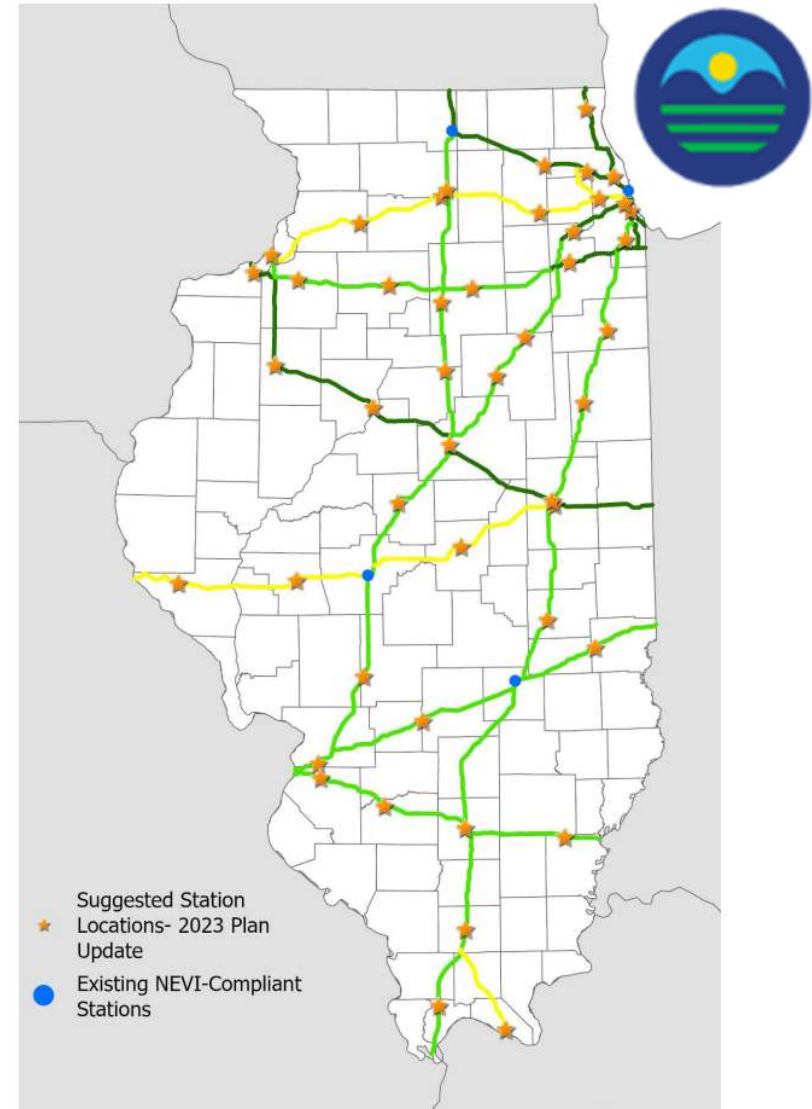 Suggested Station
Locations- 2023 Plan
Update
Existing NEVI-Compliant
Stations